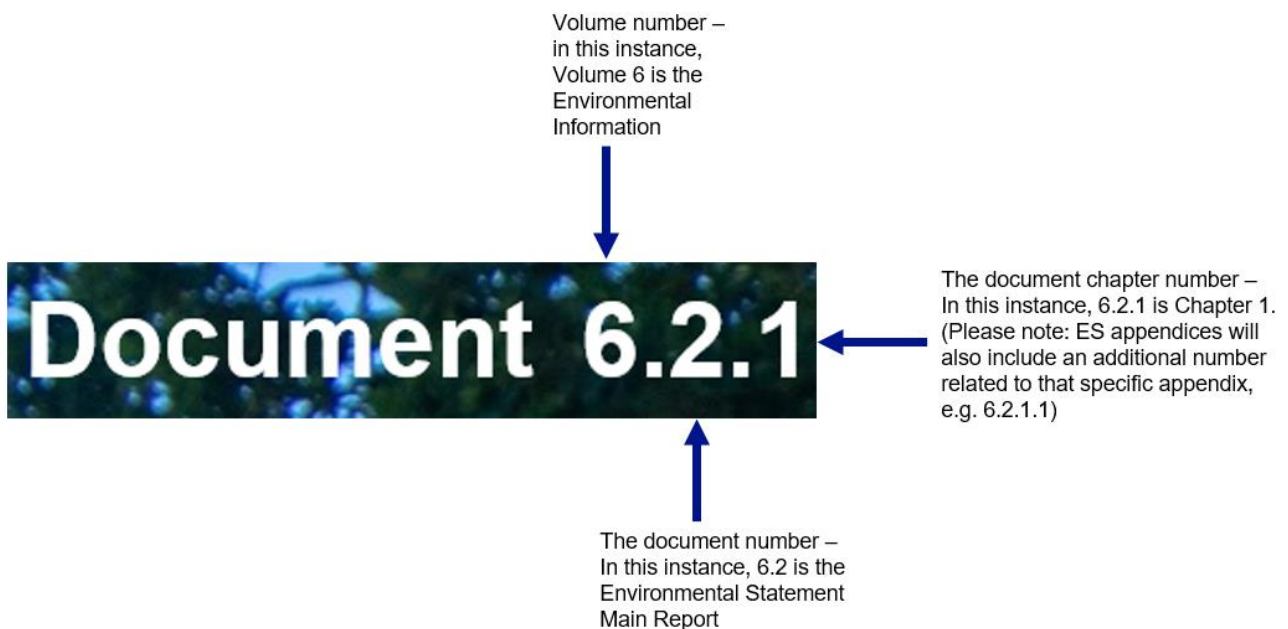 Volume number –
in this instance,
Volume 6 is the
Environmental
Information
Document 6.2.1
The document chapter number –
In this instance, 6.2.1 is Chapter 1.
(Please note: ES appendices will
also include an additional number
related to that specific appendix,
e.g. 6.2.1.1)
The document number –
In this instance, 6.2 is the
Environmental Statement
Main Report